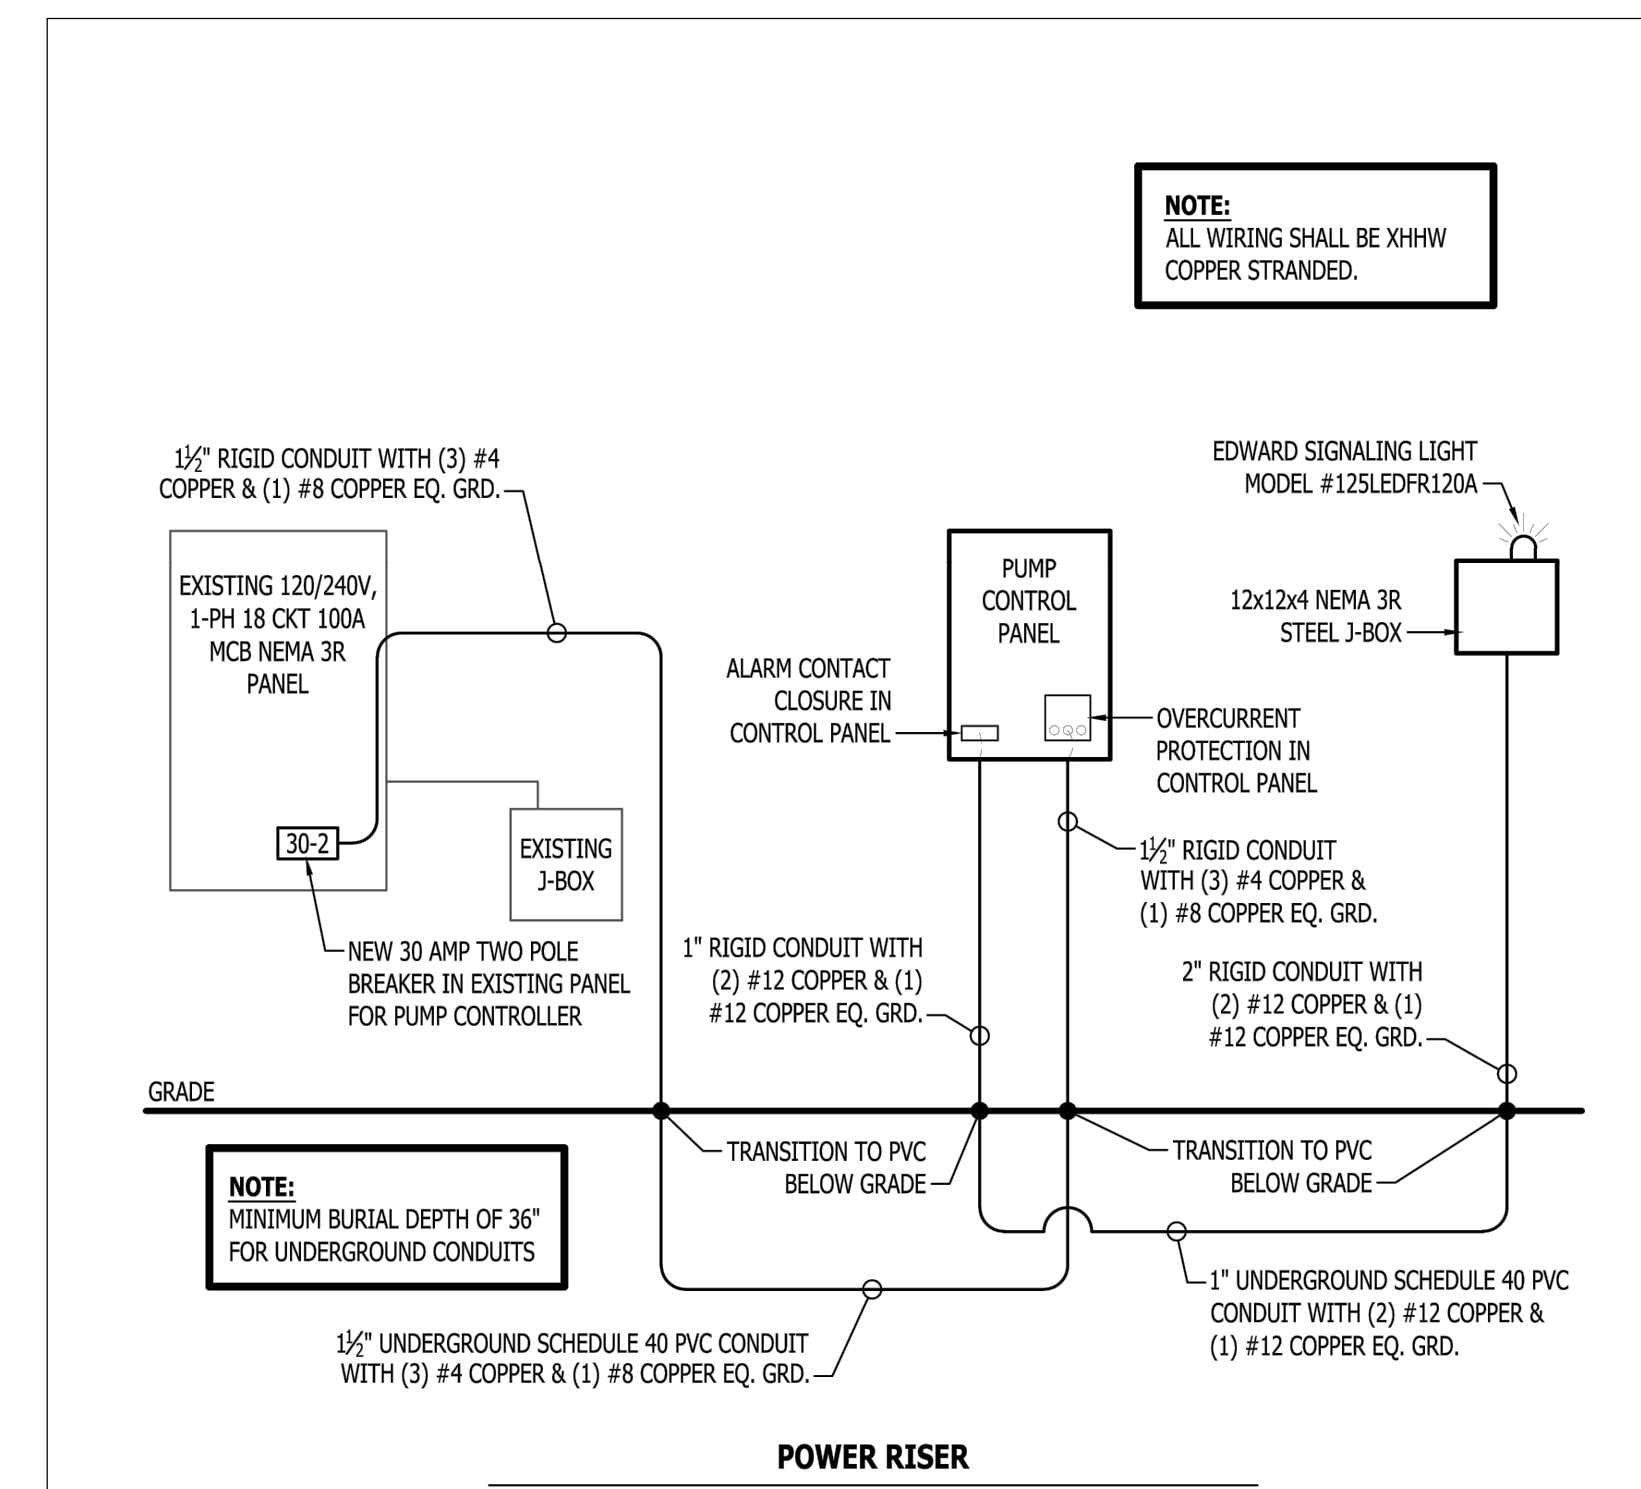 NOTE:
ALL WIRING SHALL BE XHHW
COPPER STRANDED.
1½" RIGID CONDUIT WITH (3) #4
COPPER & (1) #8 COPPER EQ. GRD.
EDWARD SIGNALING LIGHT
MODEL #125LEDFR120A
EXISTING 120/240V,
1-PH 18 CKT 100A
MCB NEMA 3R
PANEL
PUMP
CONTROL
PANEL
12x12x4 NEMA 3R
STEEL J-BOX
ALARM CONTACT
CLOSURE IN
CONTROL PANEL
OVERCURRENT
PROTECTION IN
CONTROL PANEL
30-2
EXISTING
J-BOX
1½" RIGID CONDUIT
WITH (3) #4 COPPER &
(1) #8 COPPER EQ. GRD.
NEW 30 AMP TWO POLE
BREAKER IN EXISTING PANEL
FOR PUMP CONTROLLER
1" RIGID CONDUIT WITH
(2) #12 COPPER & (1)
#12 COPPER EQ. GRD.
2" RIGID CONDUIT WITH
(2) #12 COPPER & (1)
#12 COPPER EQ. GRD.
GRADE
TRANSITION TO PVC
BELOW GRADE
TRANSITION TO PVC
BELOW GRADE
NOTE:
MINIMUM BURIAL DEPTH OF 36"
FOR UNDERGROUND CONDUITS
1" UNDERGROUND SCHEDULE 40 PVC
CONDUIT WITH (2) #12 COPPER &
(1) #12 COPPER EQ. GRD.
1½" UNDERGROUND SCHEDULE 40 PVC CONDUIT
WITH (3) #4 COPPER & (1) #8 COPPER EQ. GRD.
POWER RISER